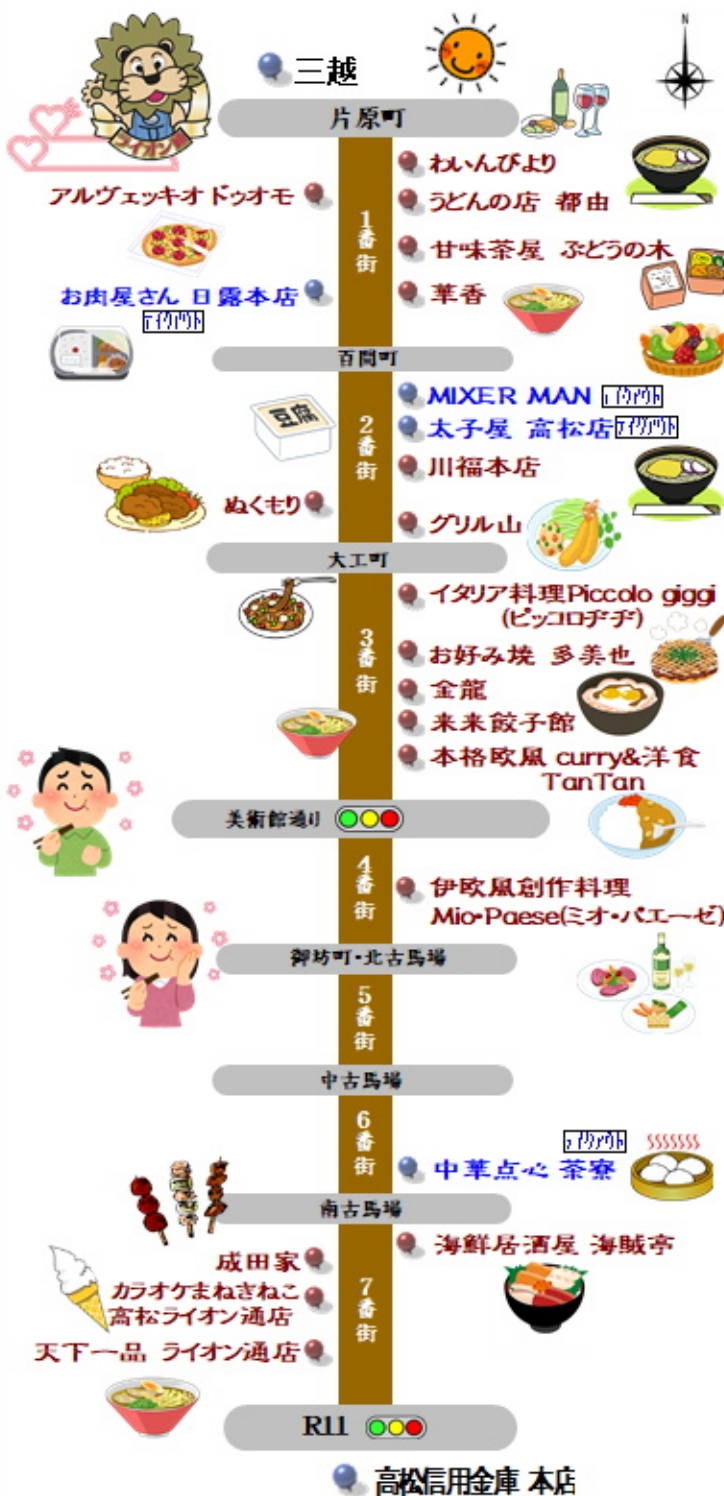 三越
N
ライオン通
片原町
1番街
わいんびより
アルヴェッキオ ドゥオモ
うどんの店 都由
甘味茶屋 ぶどうの木
お肉屋さん 日露本店
華香
テイクアウト
百間町
2番街
MIXER MAN テイクアウト
豆腐
太子屋 高松店 テイクアウト
川福本店
ぬくもり
グリル山
大工町
3番街
イタリア料理Piccolo giggi
(ピッコロヂヂ)
お好み焼 多美也
金龍
来来餃子館
本格欧風 curry&洋食
TanTan
美術館通り
4番街
伊欧風創作料理
Mio・Paese(ミオ・パエーゼ)
御坊町・北古馬場
5番街
中古馬場
6番街
テイクアウト
中華点心 茶寮
南古馬場
7番街
海鮮居酒屋 海賊亭
成田家
カラオケまねきねこ
高松ライオン通店
天下一品 ライオン通店
R11
高松信用金庫 本店